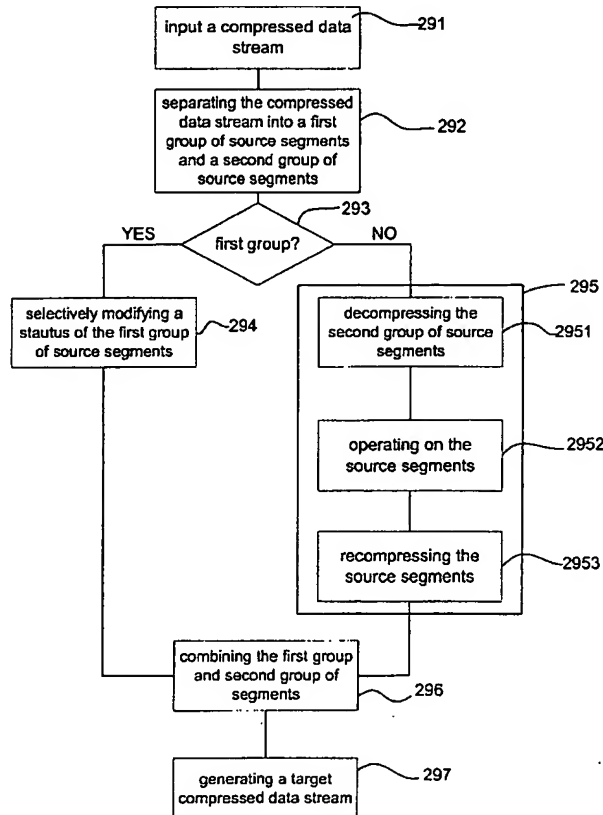 input a compressed data
stream
291
separating the compressed
data stream into a first
group of source segments
and a second group of
source segments
292
293
YES
first group?
NO
295
selectively modifying a
stautus of the first group
of source segments
294
decompressing the
second group of source
segments
2951
operating on the
source segments
2952
recompressing the
source segments
2953
combining the first group
and second group of
segments
296
generating a target
compressed data stream
297